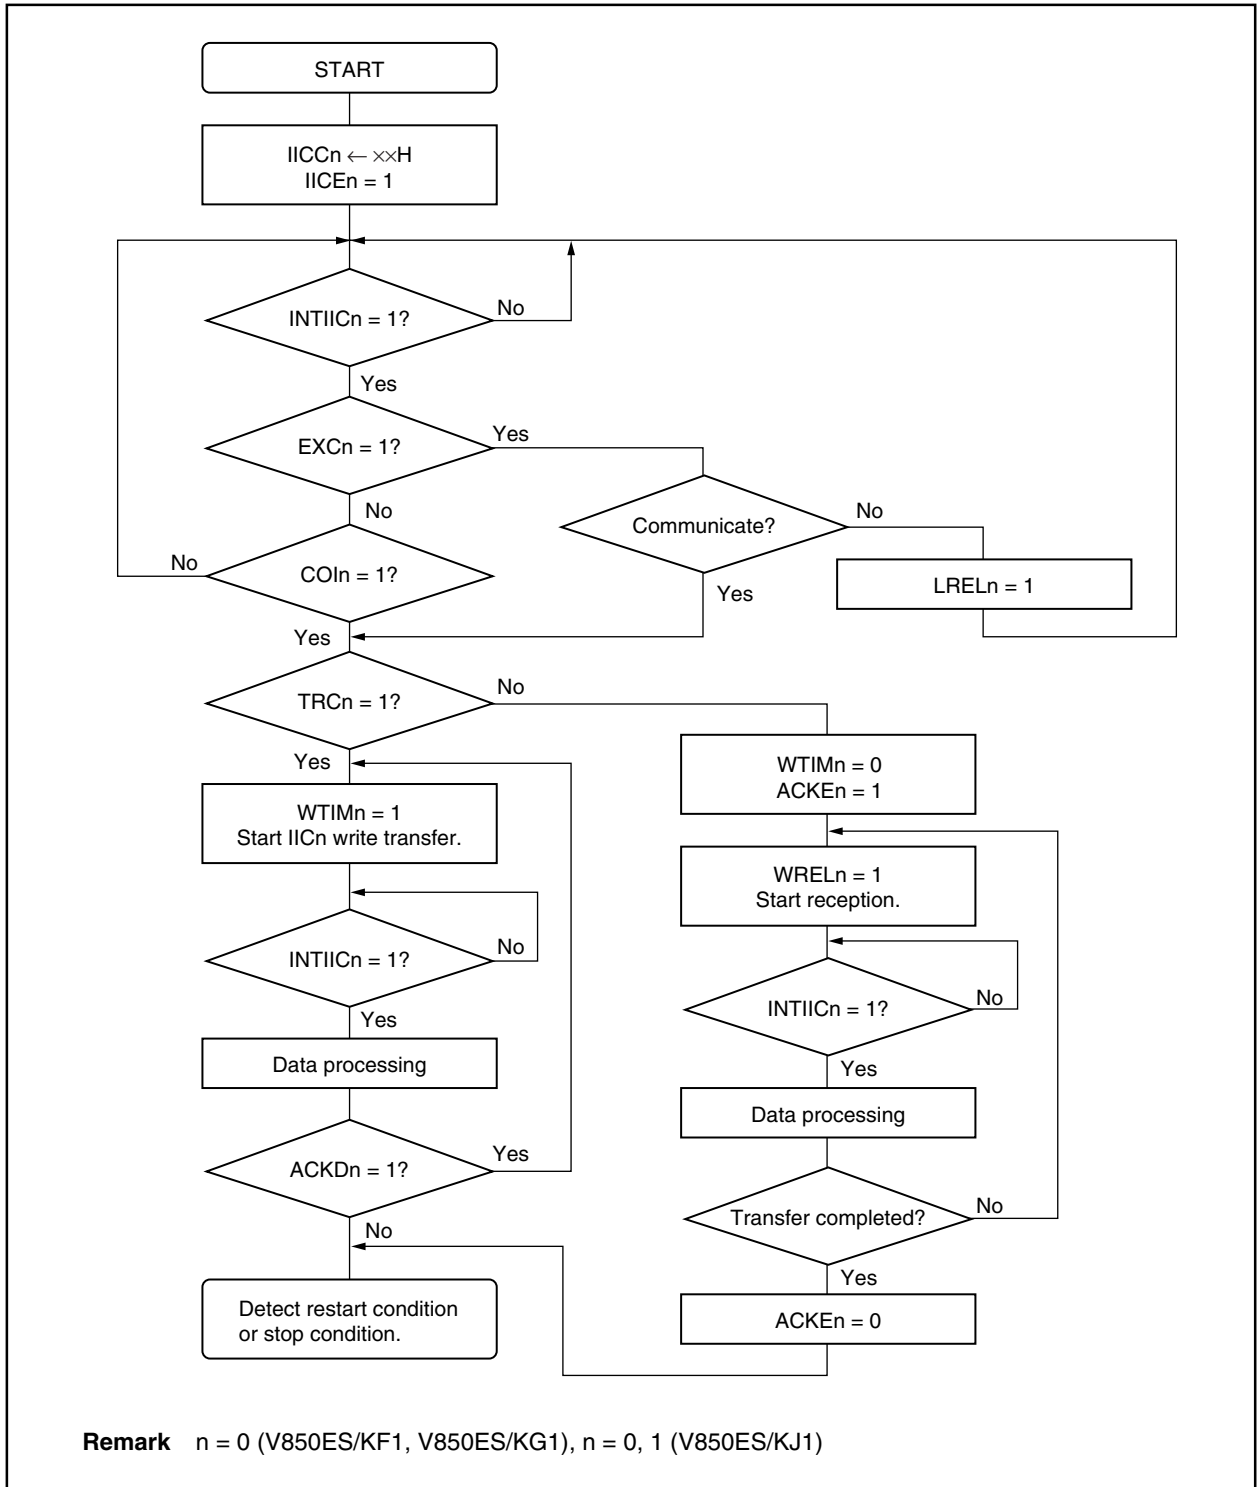 START
IICCn ← ××H
IICEn = 1
INTIICn = 1?
No
Yes
EXCn = 1?
Yes
No
Communicate?
No
LRELn = 1
Yes
COIn = 1?
No
Yes
TRCn = 1?
No
Yes
WTIMn = 1
Start IICn write transfer.
INTIICn = 1?
No
Yes
Data processing
ACKDn = 1?
Yes
No
Detect restart condition
or stop condition.
WTIMn = 0
ACKEn = 1
WRELn = 1
Start reception.
INTIICn = 1?
No
Yes
Data processing
Transfer completed?
No
Yes
ACKEn = 0
Remark n = 0 (V850ES/KF1, V850ES/KG1), n = 0, 1 (V850ES/KJ1)